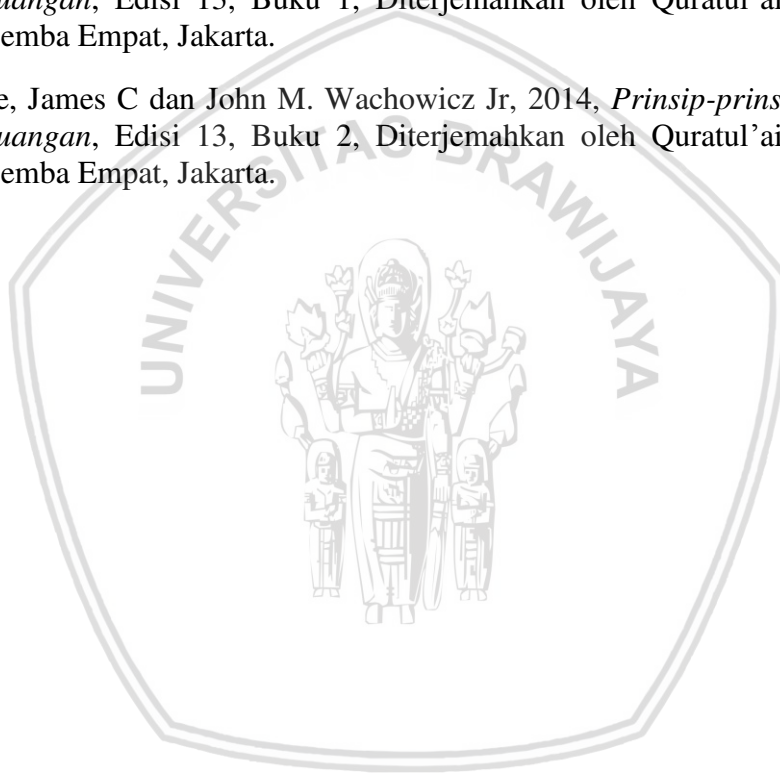 uangan, Edisi 13, Buku 1, Diterjemahkan oleh Quratul'ai
emba Empat, Jakarta.
e, James C dan John M. Wachowicz Jr, 2014, Prinsip-prins
uangan, Edisi 13, Buku 2, Diterjemahkan oleh Quratul'ai
emba Empat, Jakarta.
UNIVERSITAS BRAWIJAYA